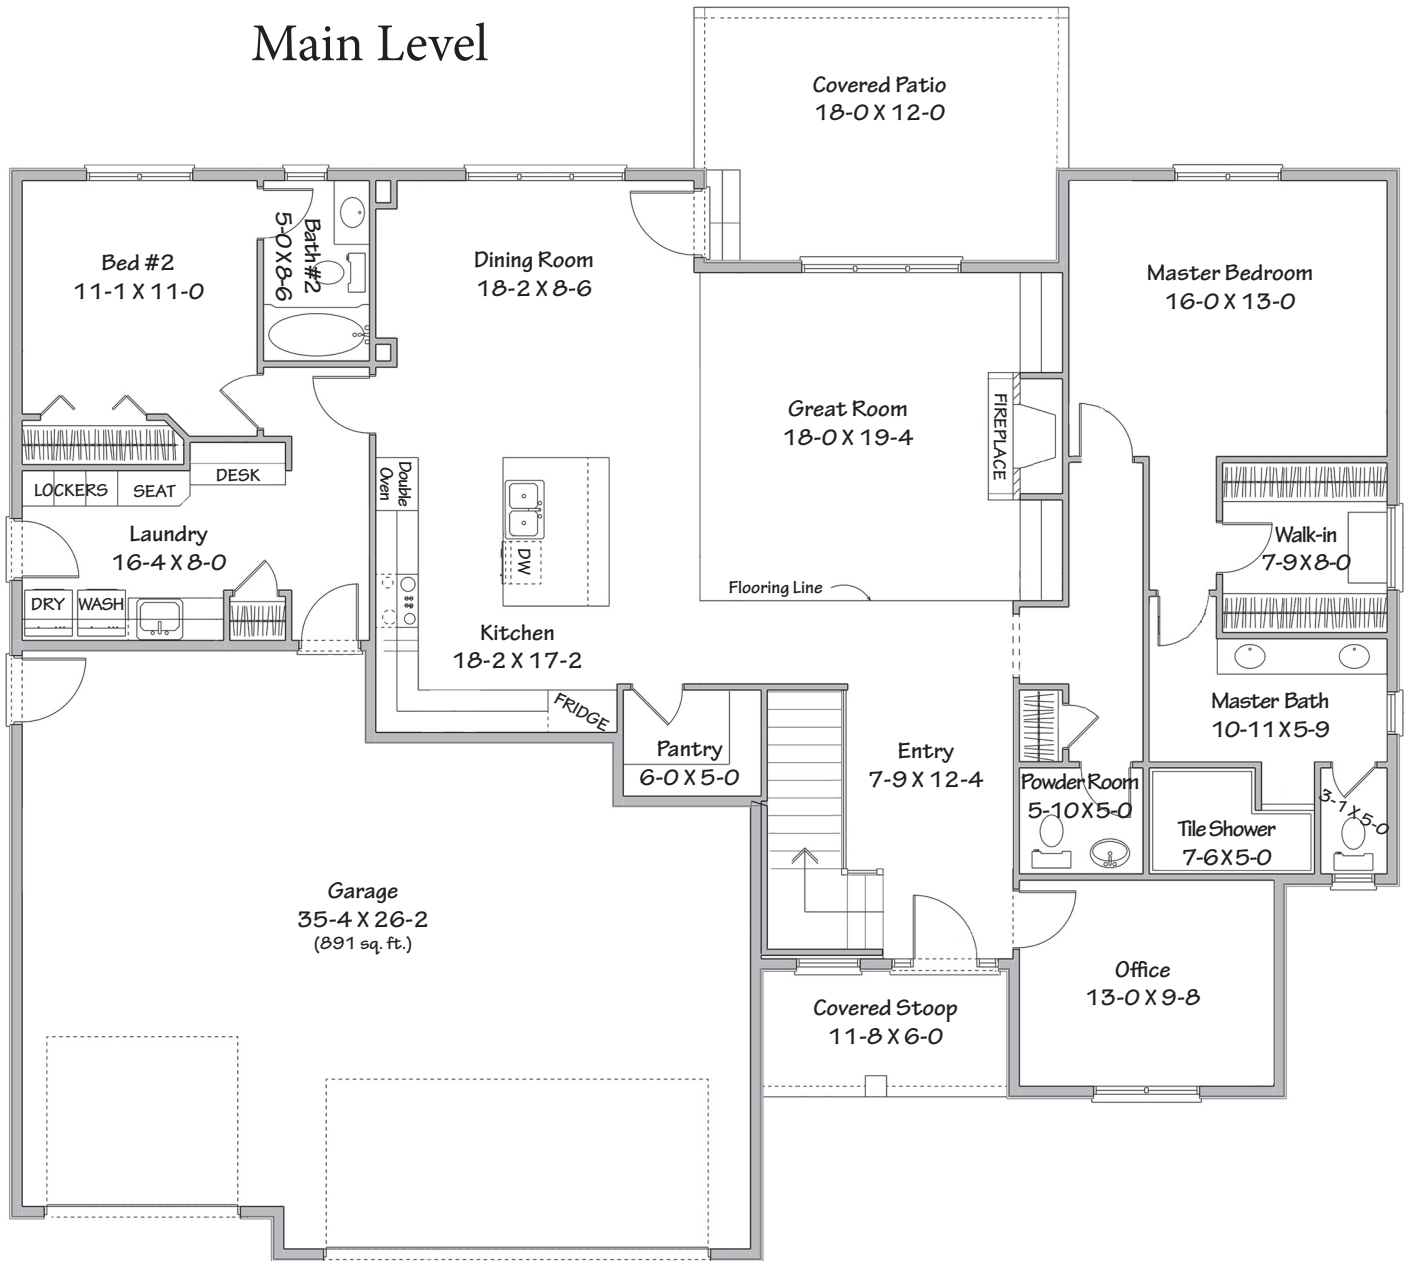 Main Level
Covered Patio
18-0 X 12-0
Bed #2
11-1 X 11-0
Bath #2
5-0 X 8-6
Dining Room
18-2 X 8-6
Master Bedroom
16-0 X 13-0
Great Room
18-0 X 19-4
FIREPLACE
LOCKERS
SEAT
DESK
Double
Oven
Laundry
16-4 X 8-0
DW
Walk-in
7-9 X 8-0
DRY
WASH
Flooring Line
Kitchen
18-2 X 17-2
FRIDGE
Pantry
6-0 X 5-0
Entry
7-9 X 12-4
Master Bath
10-11 X 5-9
Powder Room
5-10 X 5-0
Tile Shower
7-6 X 5-0
3-1 X 5-0
Garage
35-4 X 26-2
(891 sq. ft.)
Office
13-0 X 9-8
Covered Stoop
11-8 X 6-0